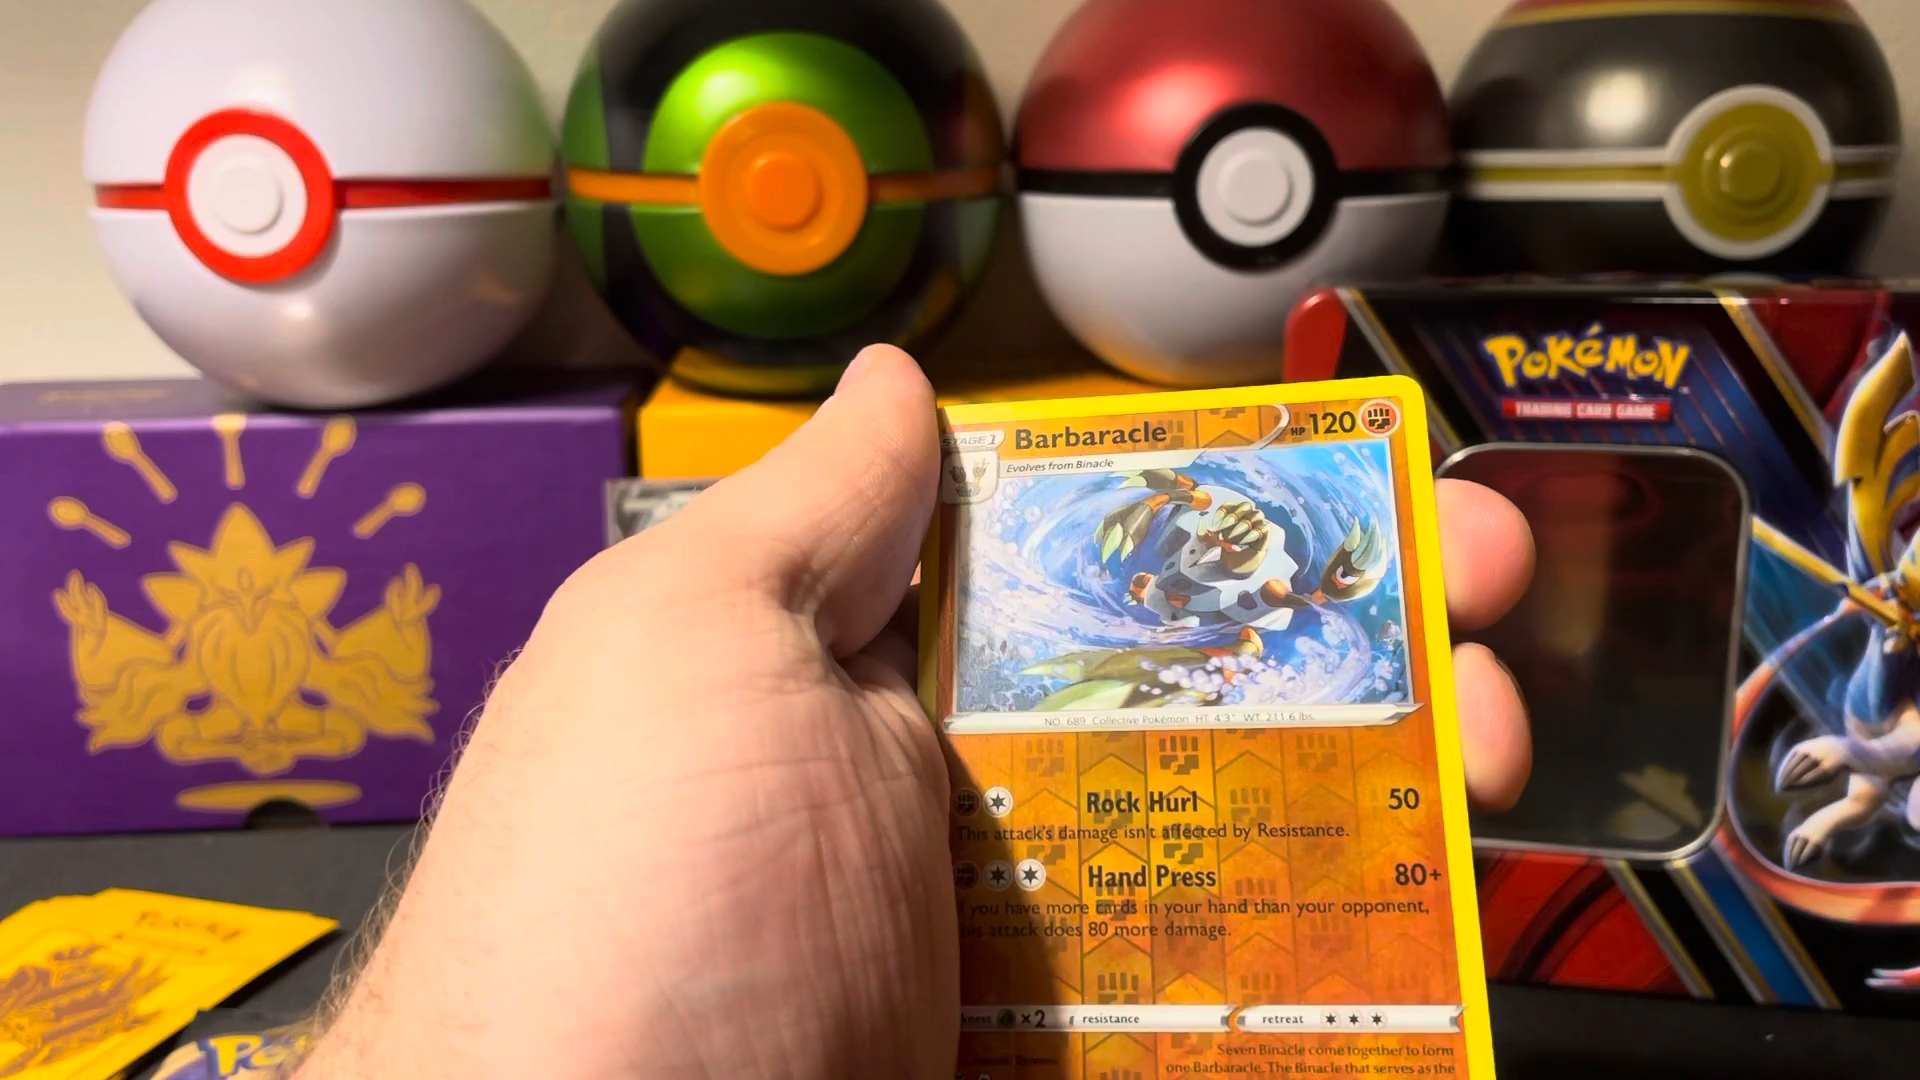 POKéMON
TRADING CARD GAME
STAGE 1
Barbaracle
HP 120
Evolves from Binacle
NO. 689 Collective Pokémon HT: 4'3" WT: 211.6 lbs.
Rock Hurl 50
This attack's damage isn't affected by Resistance.
Hand Press 80+
you have more cards in your hand than your opponent,
attack does 80 more damage.
×2 resistance retreat
Seven Binacle come together to form
one Barbaracle. The Binacle that serves as the
POKéMON
Po